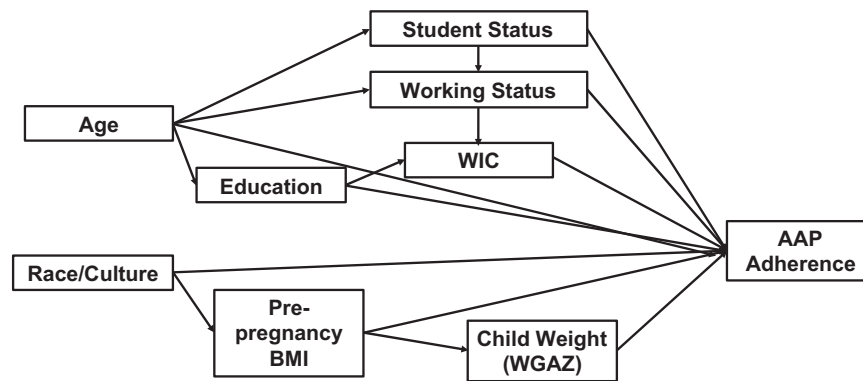 Student Status
Working Status
Age
WIC
Education
AAP
Adherence
Race/Culture
Pre-
pregnancy
BMI
Child Weight
(WGAZ)